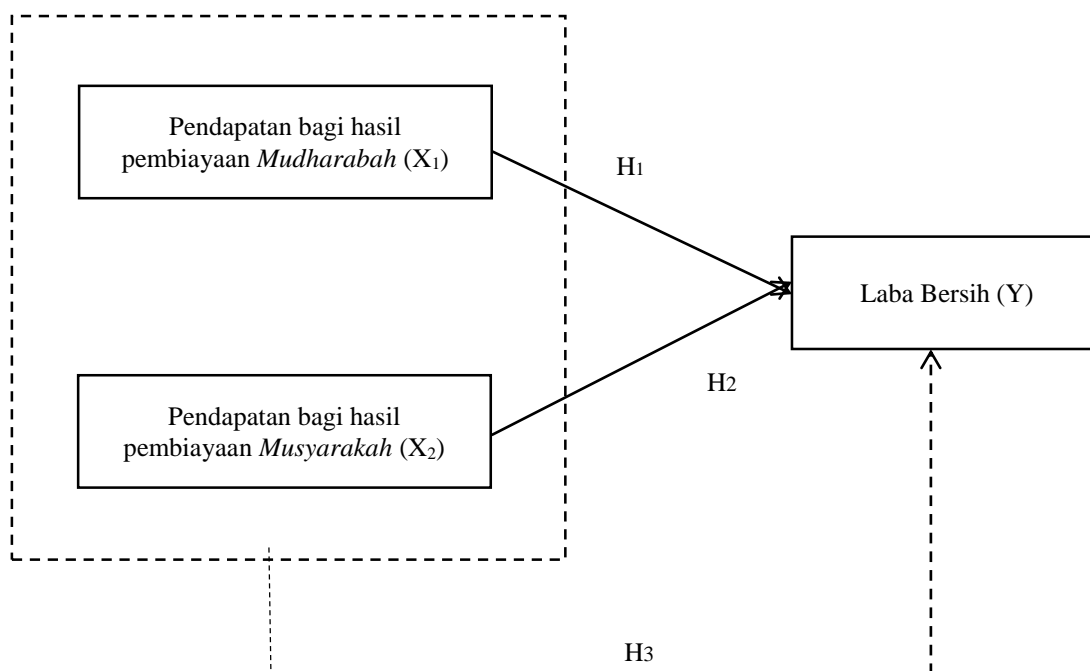 Pendapatan bagi hasil
pembiayaan Mudharabah (X₁)
H1
Laba Bersih (Y)
H2
Pendapatan bagi hasil
pembiayaan Musyarakah (X₂)
H3